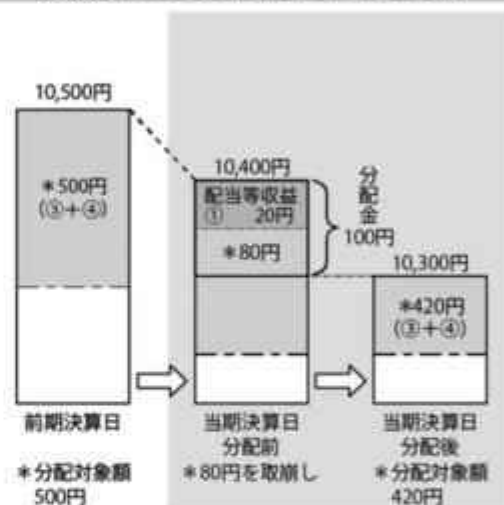 10,500円
*500円
(③+④)
10,400円
配当等収益
① 20円
*80円
分配金
100円
10,300円
*420円
(③+④)
前期決算日
*分配対象額
500円
当期決算日
分配前
*80円を取崩し
当期決算日
分配後
*分配対象額
420円